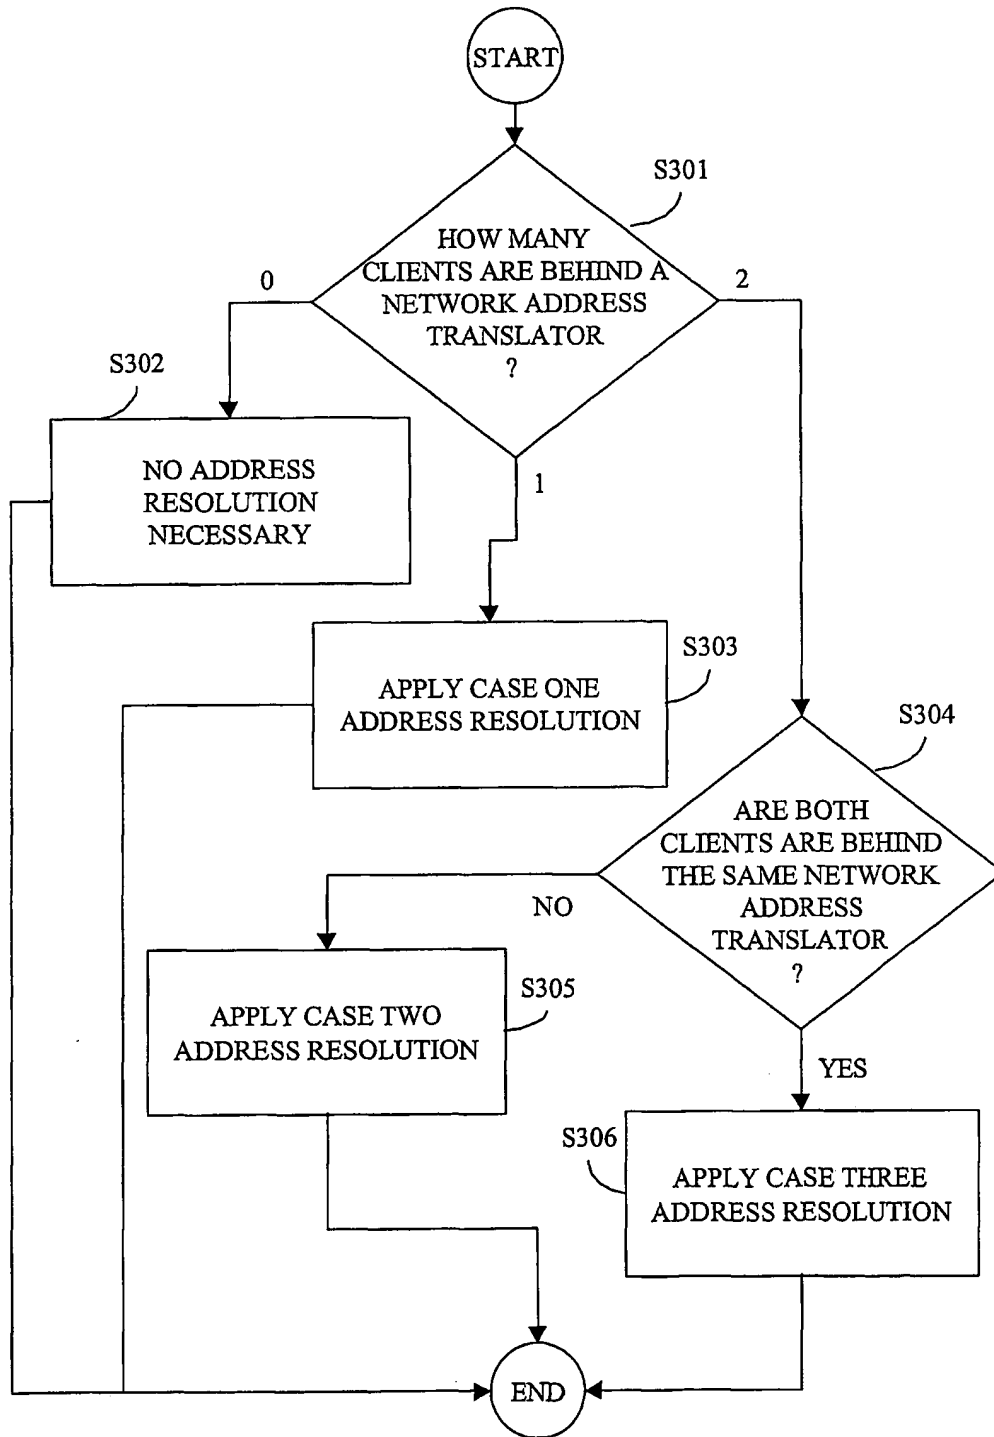 START
S301
HOW MANY
CLIENTS ARE BEHIND A
NETWORK ADDRESS
TRANSLATOR
?
0
2
S302
NO ADDRESS
RESOLUTION
NECESSARY
1
S303
APPLY CASE ONE
ADDRESS RESOLUTION
S304
ARE BOTH
CLIENTS ARE BEHIND
THE SAME NETWORK
ADDRESS
TRANSLATOR
?
NO
S305
APPLY CASE TWO
ADDRESS RESOLUTION
YES
S306
APPLY CASE THREE
ADDRESS RESOLUTION
END